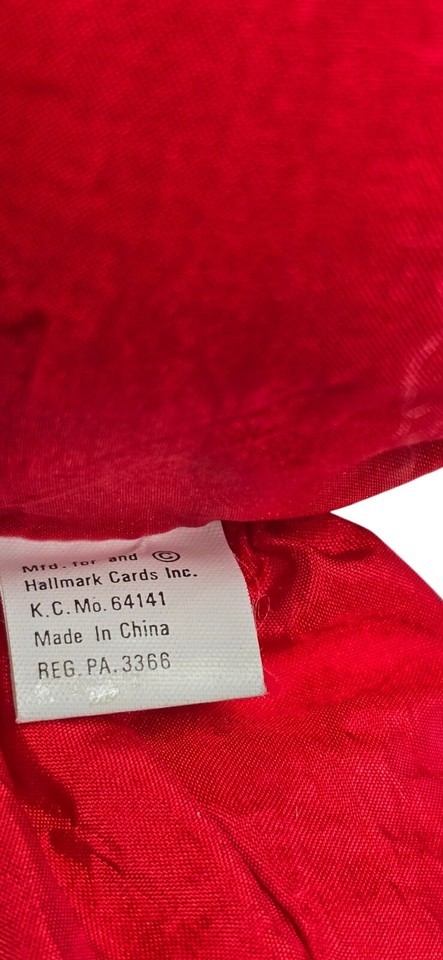 Mfd. for and ©
Hallmark Cards Inc.
K.C.Mo. 64141
Made In China
REG. PA. 3366